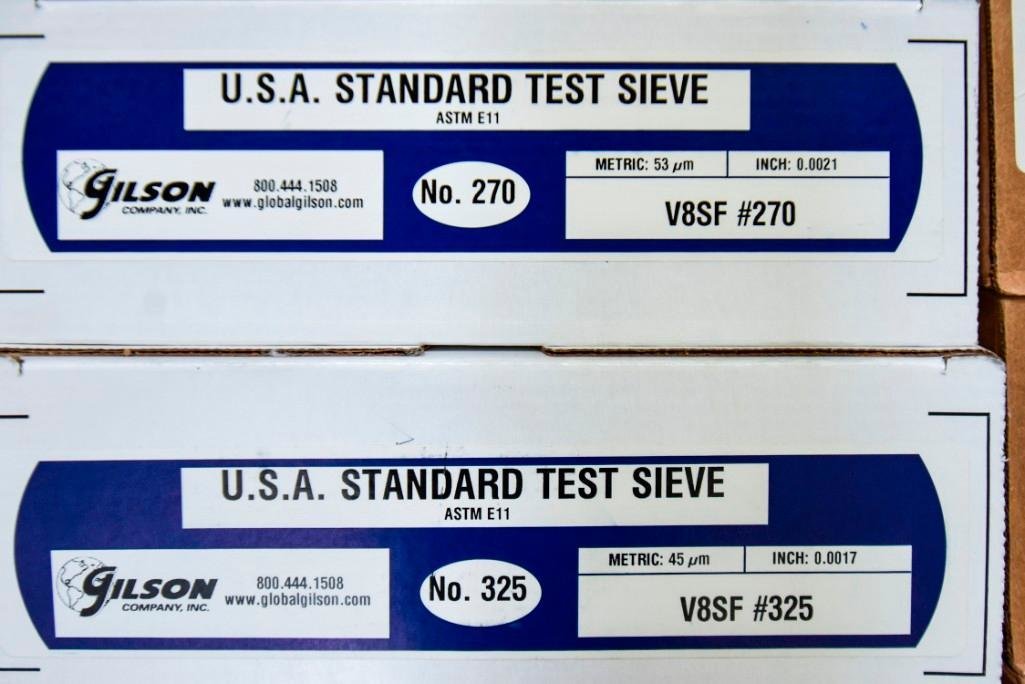 U.S.A. STANDARD TEST SIEVE
ASTM E11
GILSON
COMPANY, INC.
800.444.1508
www.globalgilson.com
No. 270
METRIC: 53 µm
INCH: 0.0021
V8SF #270
U.S.A. STANDARD TEST SIEVE
ASTM E11
GILSON
COMPANY, INC.
800.444.1508
www.globalgilson.com
No. 325
METRIC: 45 µm
INCH: 0.0017
V8SF #325